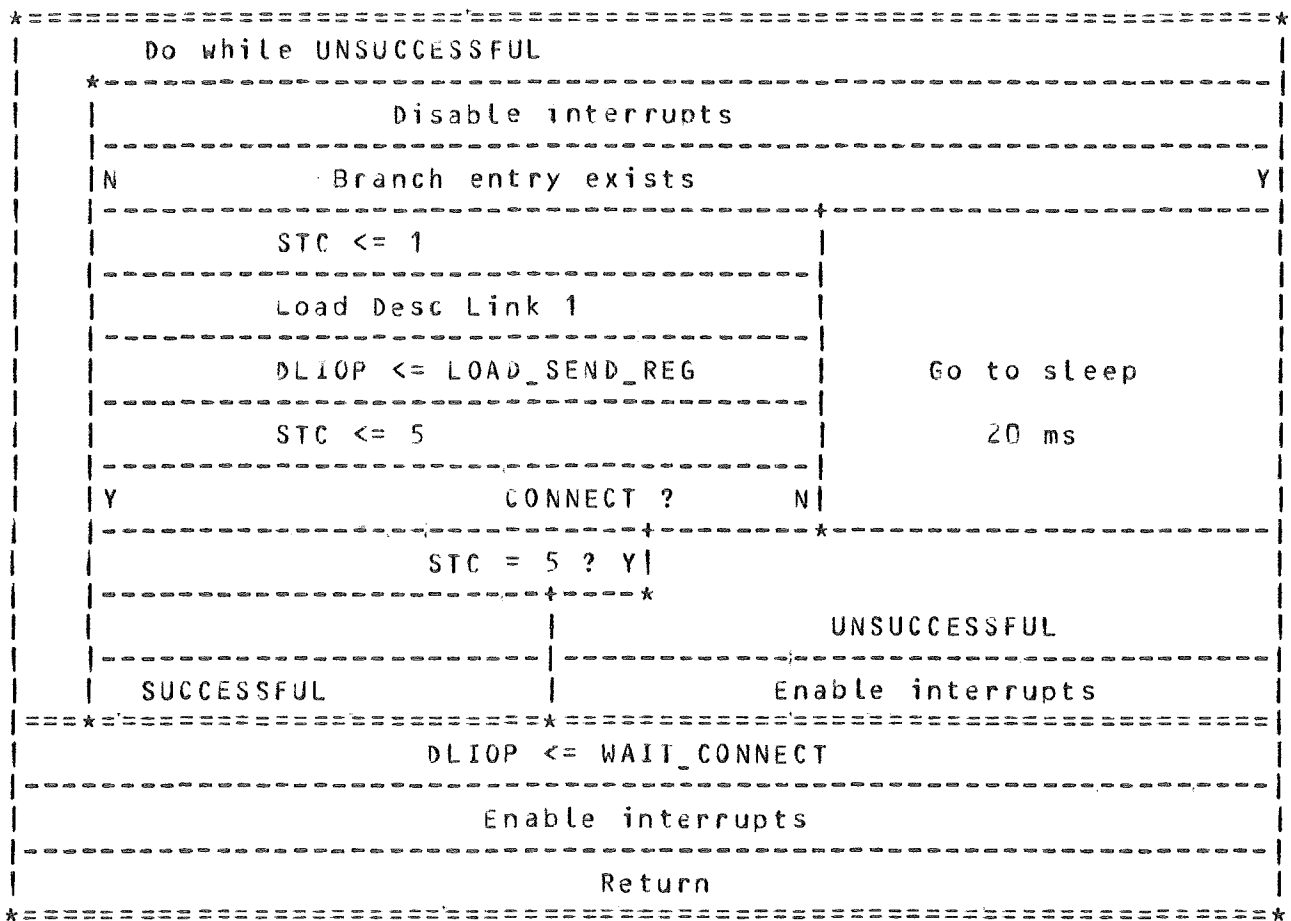 Do while UNSUCCESSFUL
Disable interrupts
N Branch entry exists Y
STC <= 1
Load Desc Link 1
DLIOP <= LOAD_SEND_REG Go to sleep
STC <= 5 20 ms
Y CONNECT ? N
STC = 5 ? Y
UNSUCCESSFUL
SUCCESSFUL Enable interrupts
DLIOP <= WAIT_CONNECT
Enable interrupts
Return